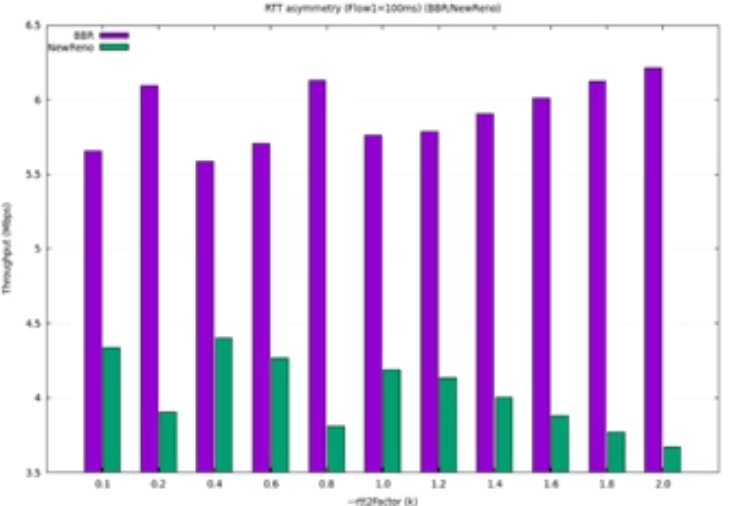 RTT asymmetry (Flow1=100ms) (BBR/NewReno)
6.5
BBR
NewReno
6
5.5
5
4.5
4
3.5
Throughput (Mbps)
0.1 0.2 0.4 0.6 0.8 1.0 1.2 1.4 1.6 1.8 2.0
--rtt2Factor (k)